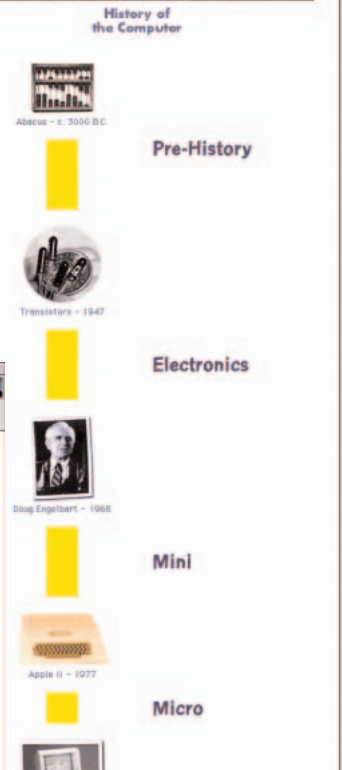 History of
the Computer
Abacus - c. 3000 B.C.
Pre-History
Transistors - 1947
Electronics
Doug Engelbart - 1968
Mini
Apple II - 1977
Micro